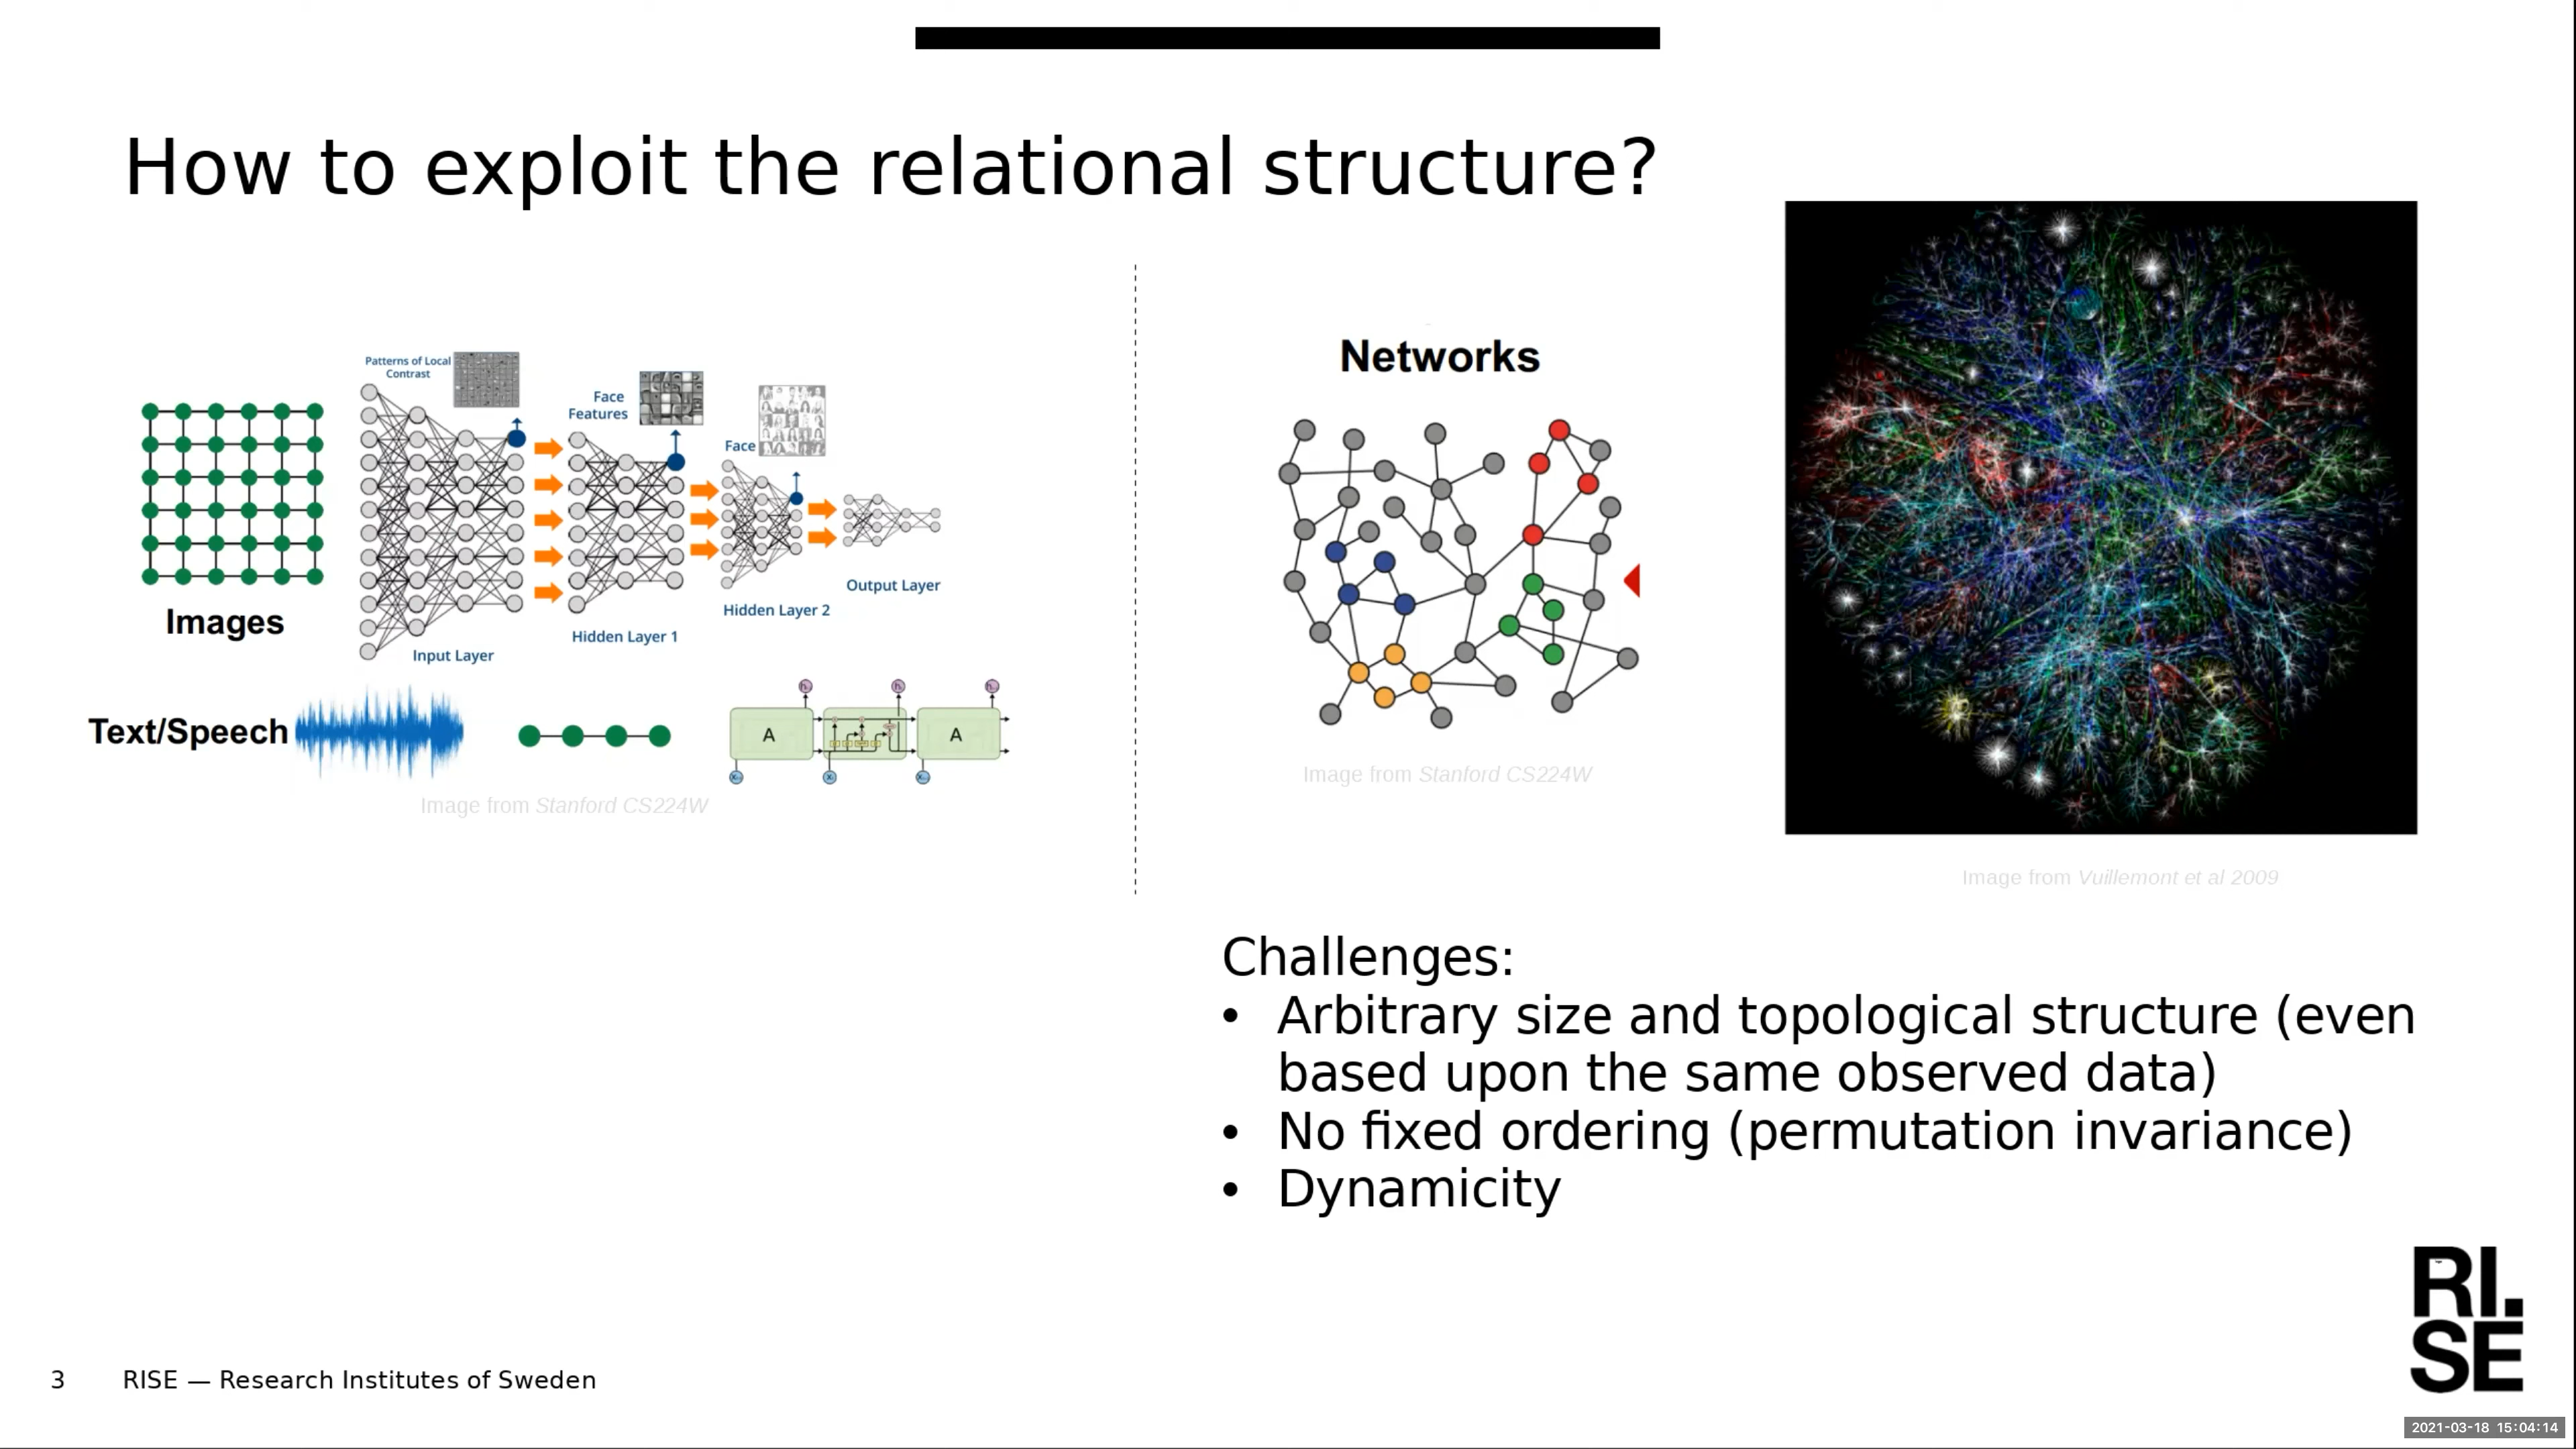 How to exploit the relational structure?
Patterns of Local
Contrast
Face
Features
Face
Images
Input Layer
Hidden Layer 1
Hidden Layer 2
Output Layer
Text/Speech
A
A
Image from Stanford CS224W
Networks
Image from Stanford CS224W
Image from Vuillemont et al 2009
Challenges:
• Arbitrary size and topological structure (even
based upon the same observed data)
• No fixed ordering (permutation invariance)
• Dynamicity
3
RISE — Research Institutes of Sweden
RI.
SE
2021-03-18 15:04:14